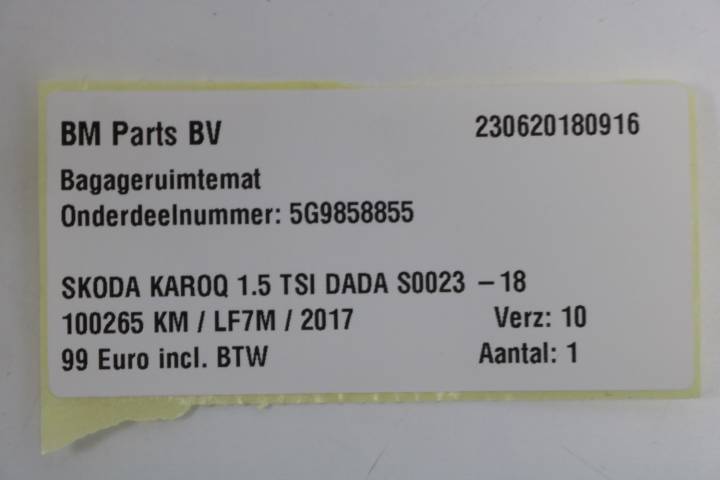 BM Parts BV 230620180916
Bagageruimtemat
Onderdeelnummer: 5G9858855
SKODA KAROQ 1.5 TSI DADA S0023 – 18
100265 KM / LF7M / 2017 Verz: 10
99 Euro incl. BTW Aantal: 1